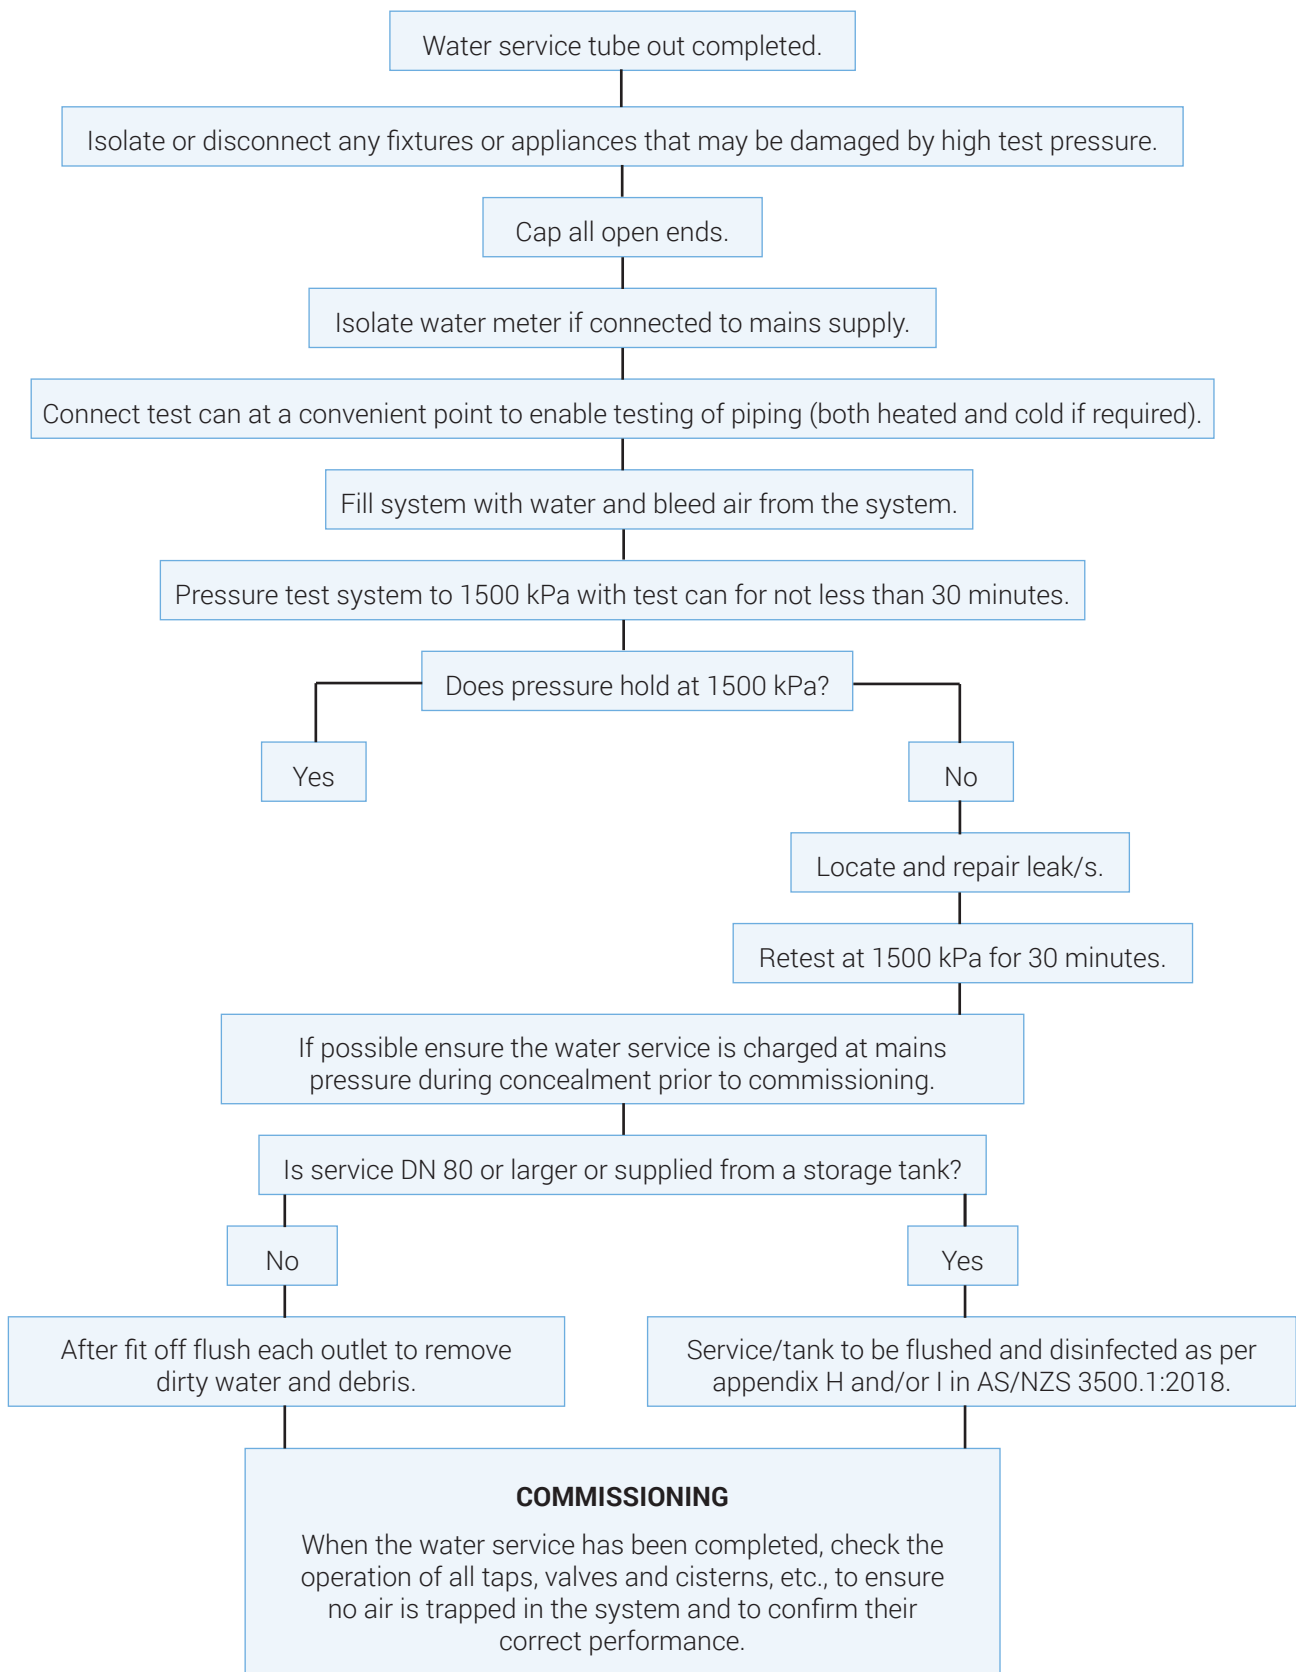 Water service tube out completed.
Isolate or disconnect any fixtures or appliances that may be damaged by high test pressure.
Cap all open ends.
Isolate water meter if connected to mains supply.
Connect test can at a convenient point to enable testing of piping (both heated and cold if required).
Fill system with water and bleed air from the system.
Pressure test system to 1500 kPa with test can for not less than 30 minutes.
Does pressure hold at 1500 kPa?
Yes
No
Locate and repair leak/s.
Retest at 1500 kPa for 30 minutes.
If possible ensure the water service is charged at mains
pressure during concealment prior to commissioning.
Is service DN 80 or larger or supplied from a storage tank?
No
Yes
After fit off flush each outlet to remove
dirty water and debris.
Service/tank to be flushed and disinfected as per
appendix H and/or I in AS/NZS 3500.1:2018.
COMMISSIONING
When the water service has been completed, check the
operation of all taps, valves and cisterns, etc., to ensure
no air is trapped in the system and to confirm their
correct performance.